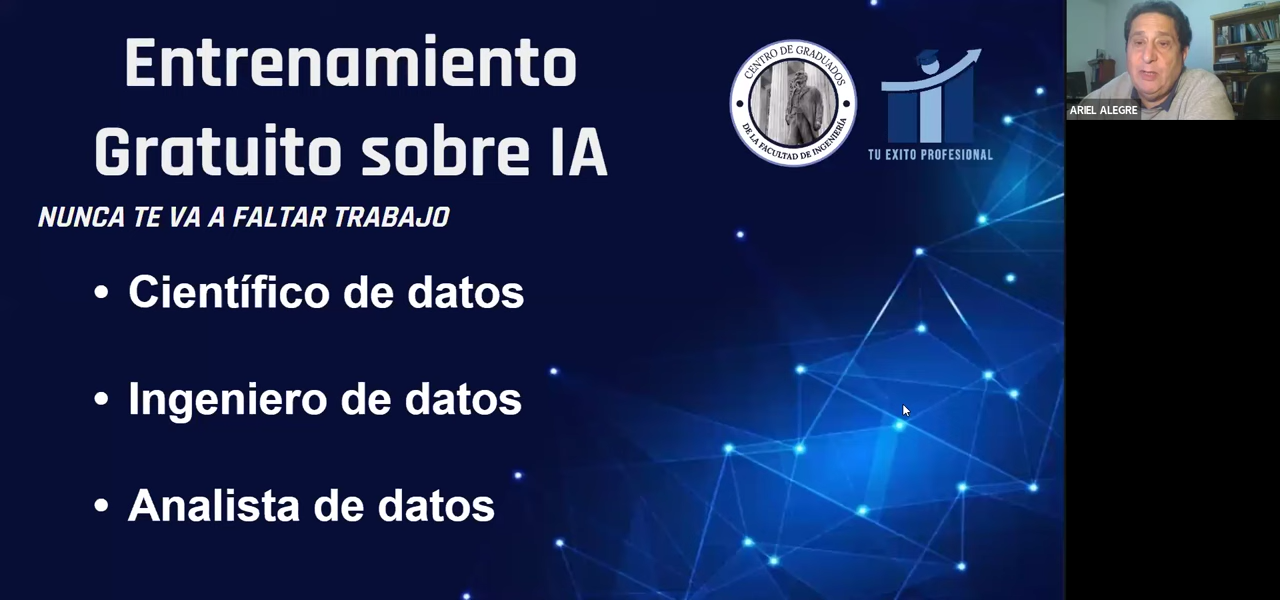 Entrenamiento
Gratuito sobre IA
NUNCA TE VA A FALTAR TRABAJO
• Científico de datos
• Ingeniero de datos
• Analista de datos
CENTRO DE GRADUADOS
DE LA FACULTAD DE INGENIERÍA
TU EXITO PROFESIONAL
ARIEL ALEGRE